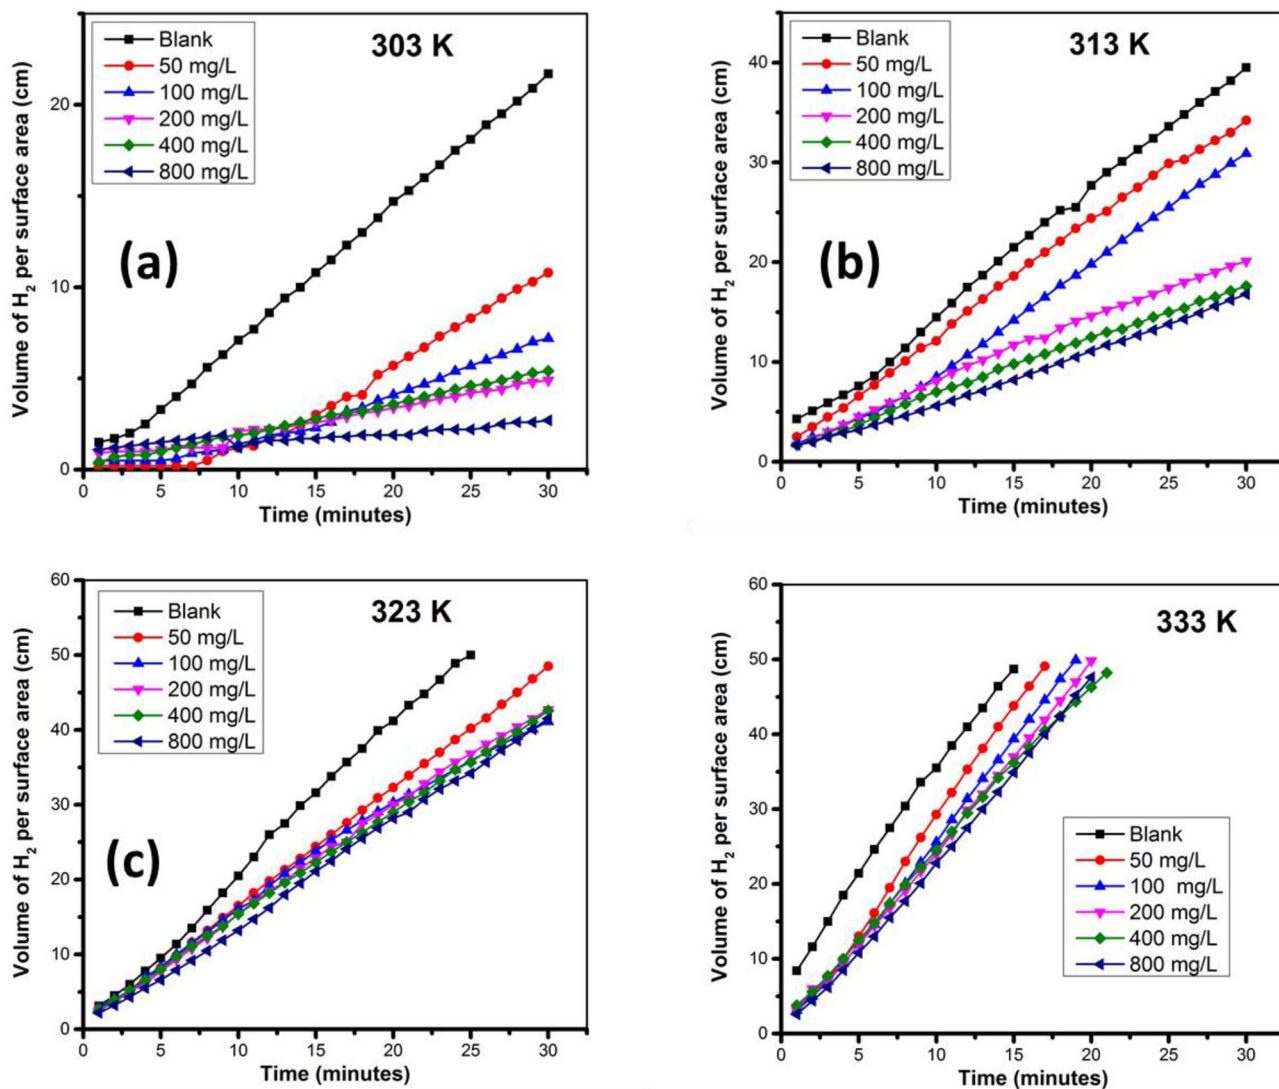 303 K
Blank
50 mg/L
100 mg/L
200 mg/L
400 mg/L
800 mg/L
(a)
Volume of H2 per surface area (cm)
20
10
0
0 5 10 15 20 25 30
Time (minutes)
313 K
Blank
50 mg/L
100 mg/L
200 mg/L
400 mg/L
800 mg/L
(b)
Volume of H2 per surface area (cm)
40
30
20
10
0
0 5 10 15 20 25 30
Time (minutes)
323 K
Blank
50 mg/L
100 mg/L
200 mg/L
400 mg/L
800 mg/L
(c)
Volume of H2 per surface area (cm)
60
50
40
30
20
10
0
0 5 10 15 20 25 30
Time (minutes)
333 K
Blank
50 mg/L
100 mg/L
200 mg/L
400 mg/L
800 mg/L
Volume of H2 per surface area (cm)
60
50
40
30
20
10
0
0 5 10 15 20 25 30
Time (minutes)